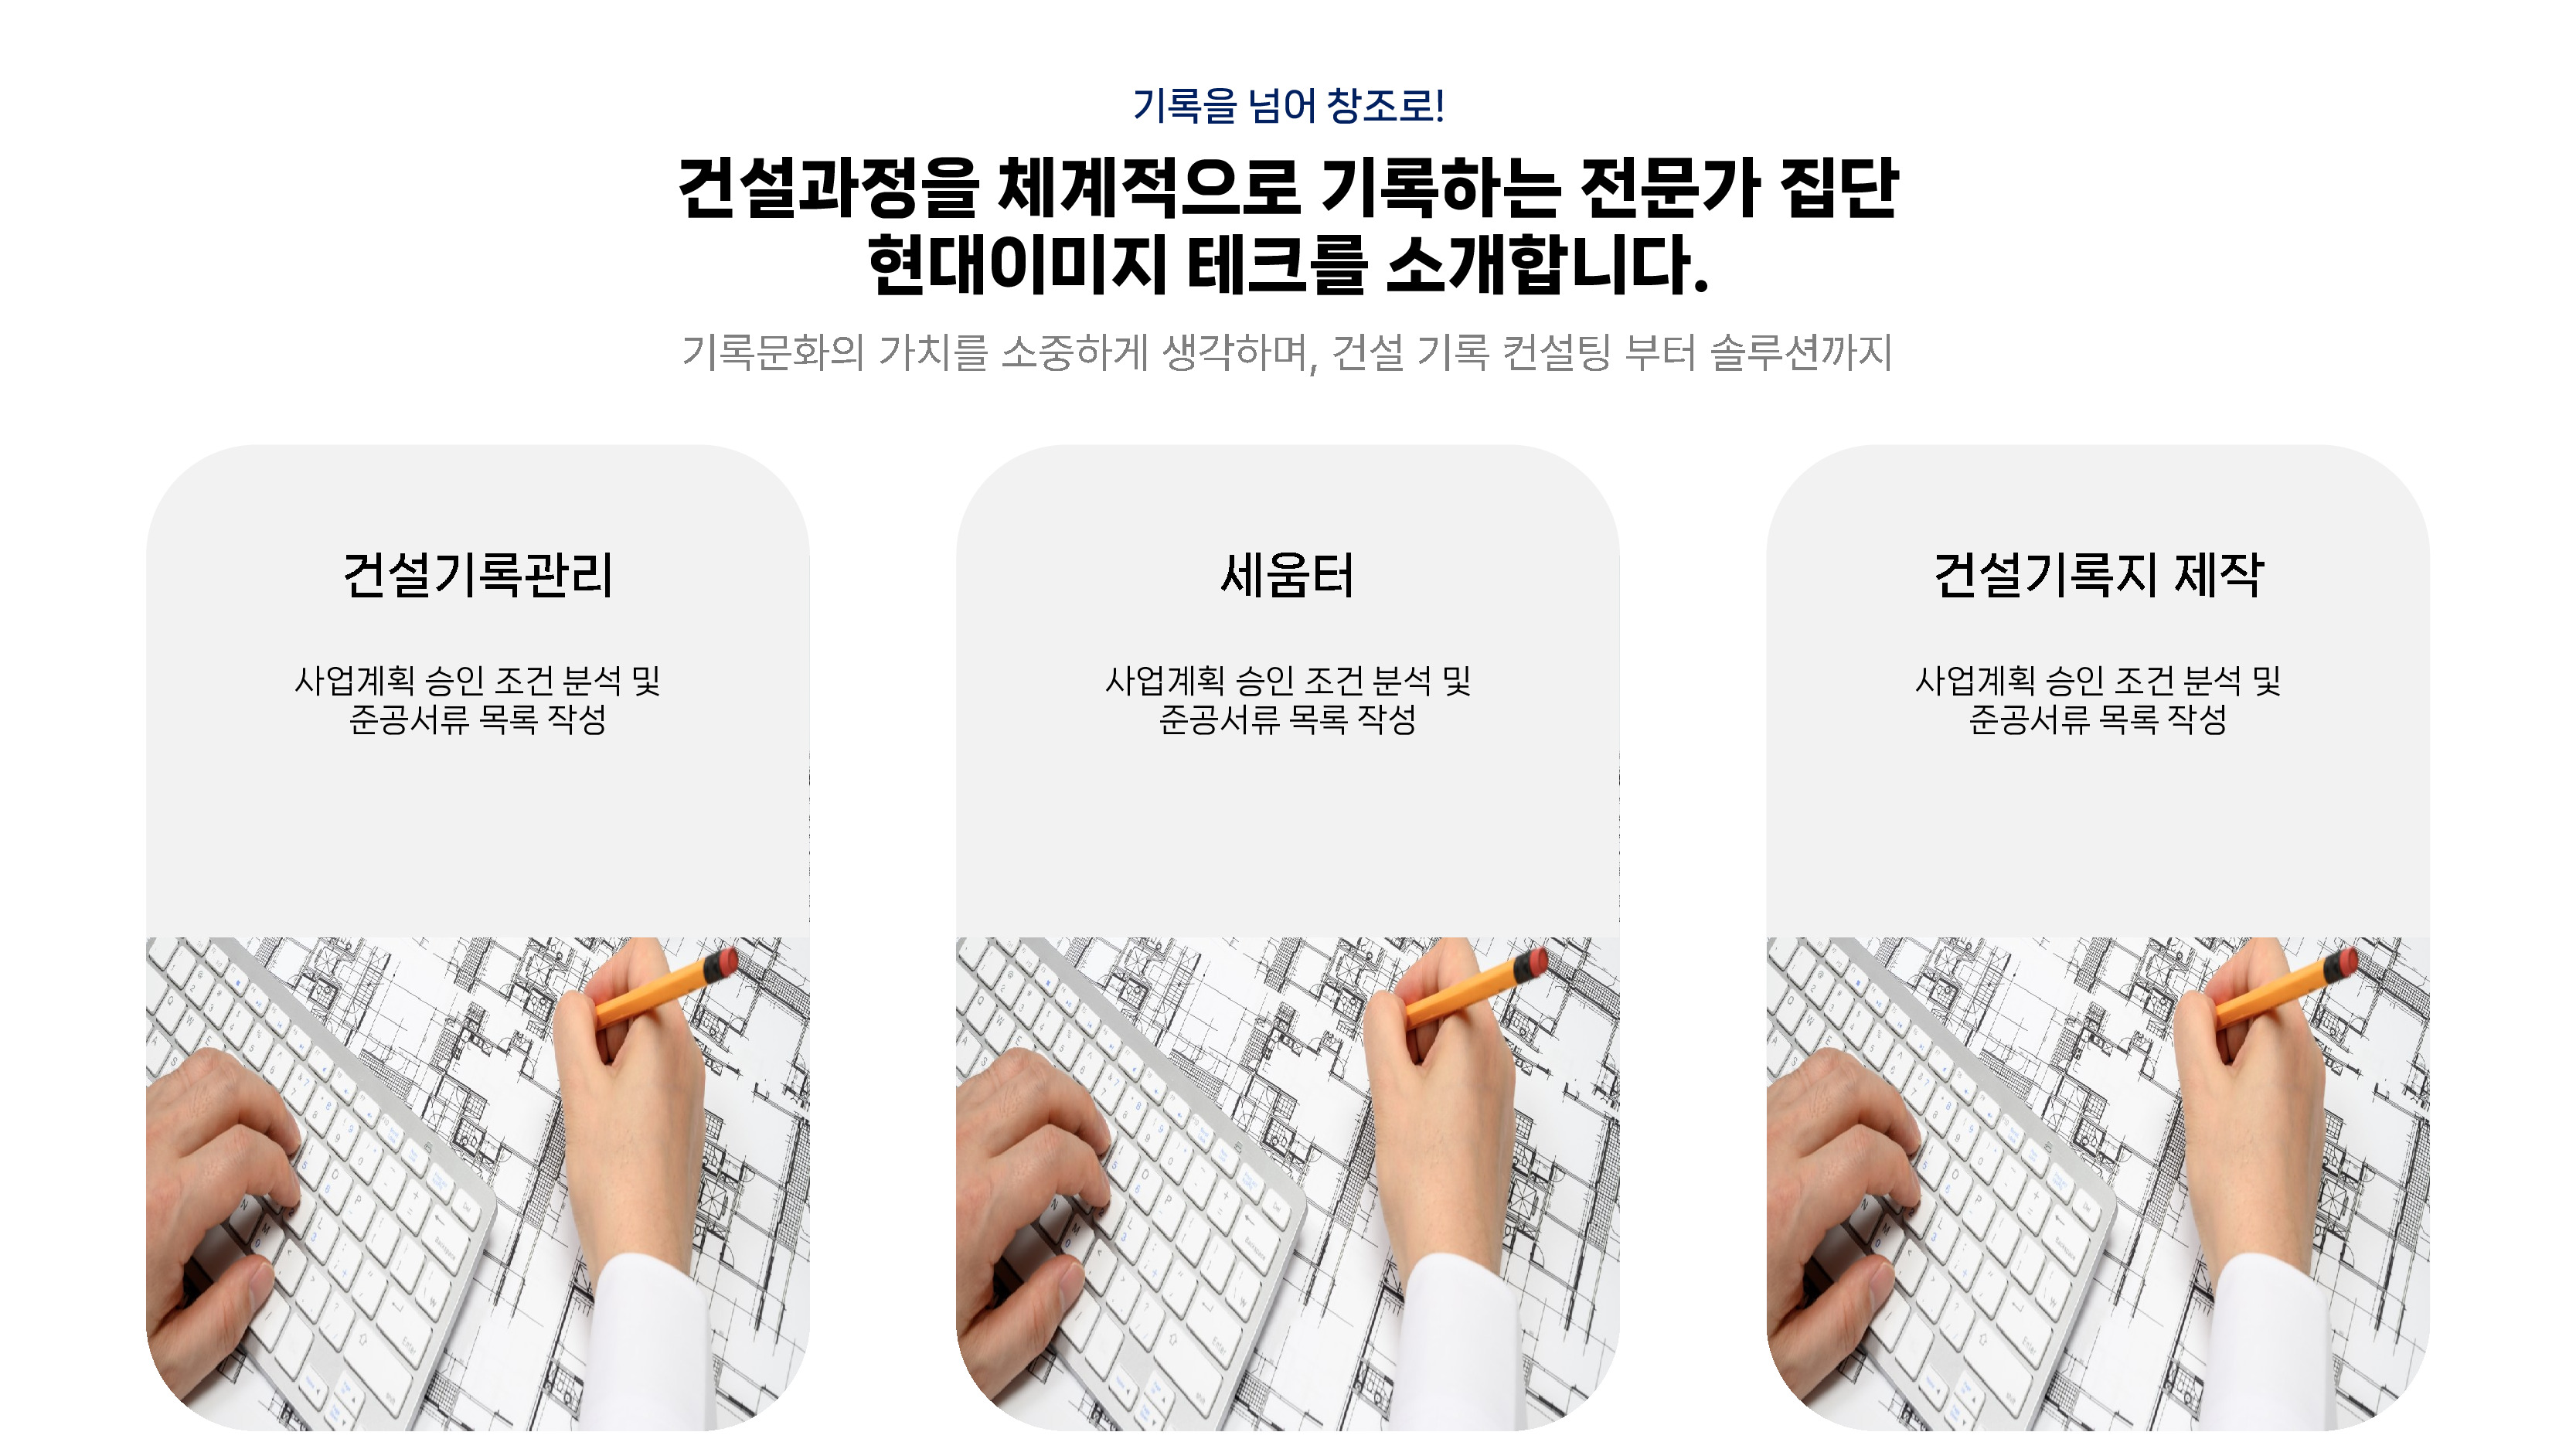 기록을 넘어 창조로!
건설과정을 체계적으로 기록하는 전문가 집단
현대이미지 테크를 소개합니다.
기록문화의 가치를 소중하게 생각하며, 건설 기록 컨설팅 부터 솔루션까지
건설기록관리
사업계획 승인 조건 분석 및
준공서류 목록 작성
세움터
사업계획 승인 조건 분석 및
준공서류 목록 작성
건설기록지 제작
사업계획 승인 조건 분석 및
준공서류 목록 작성